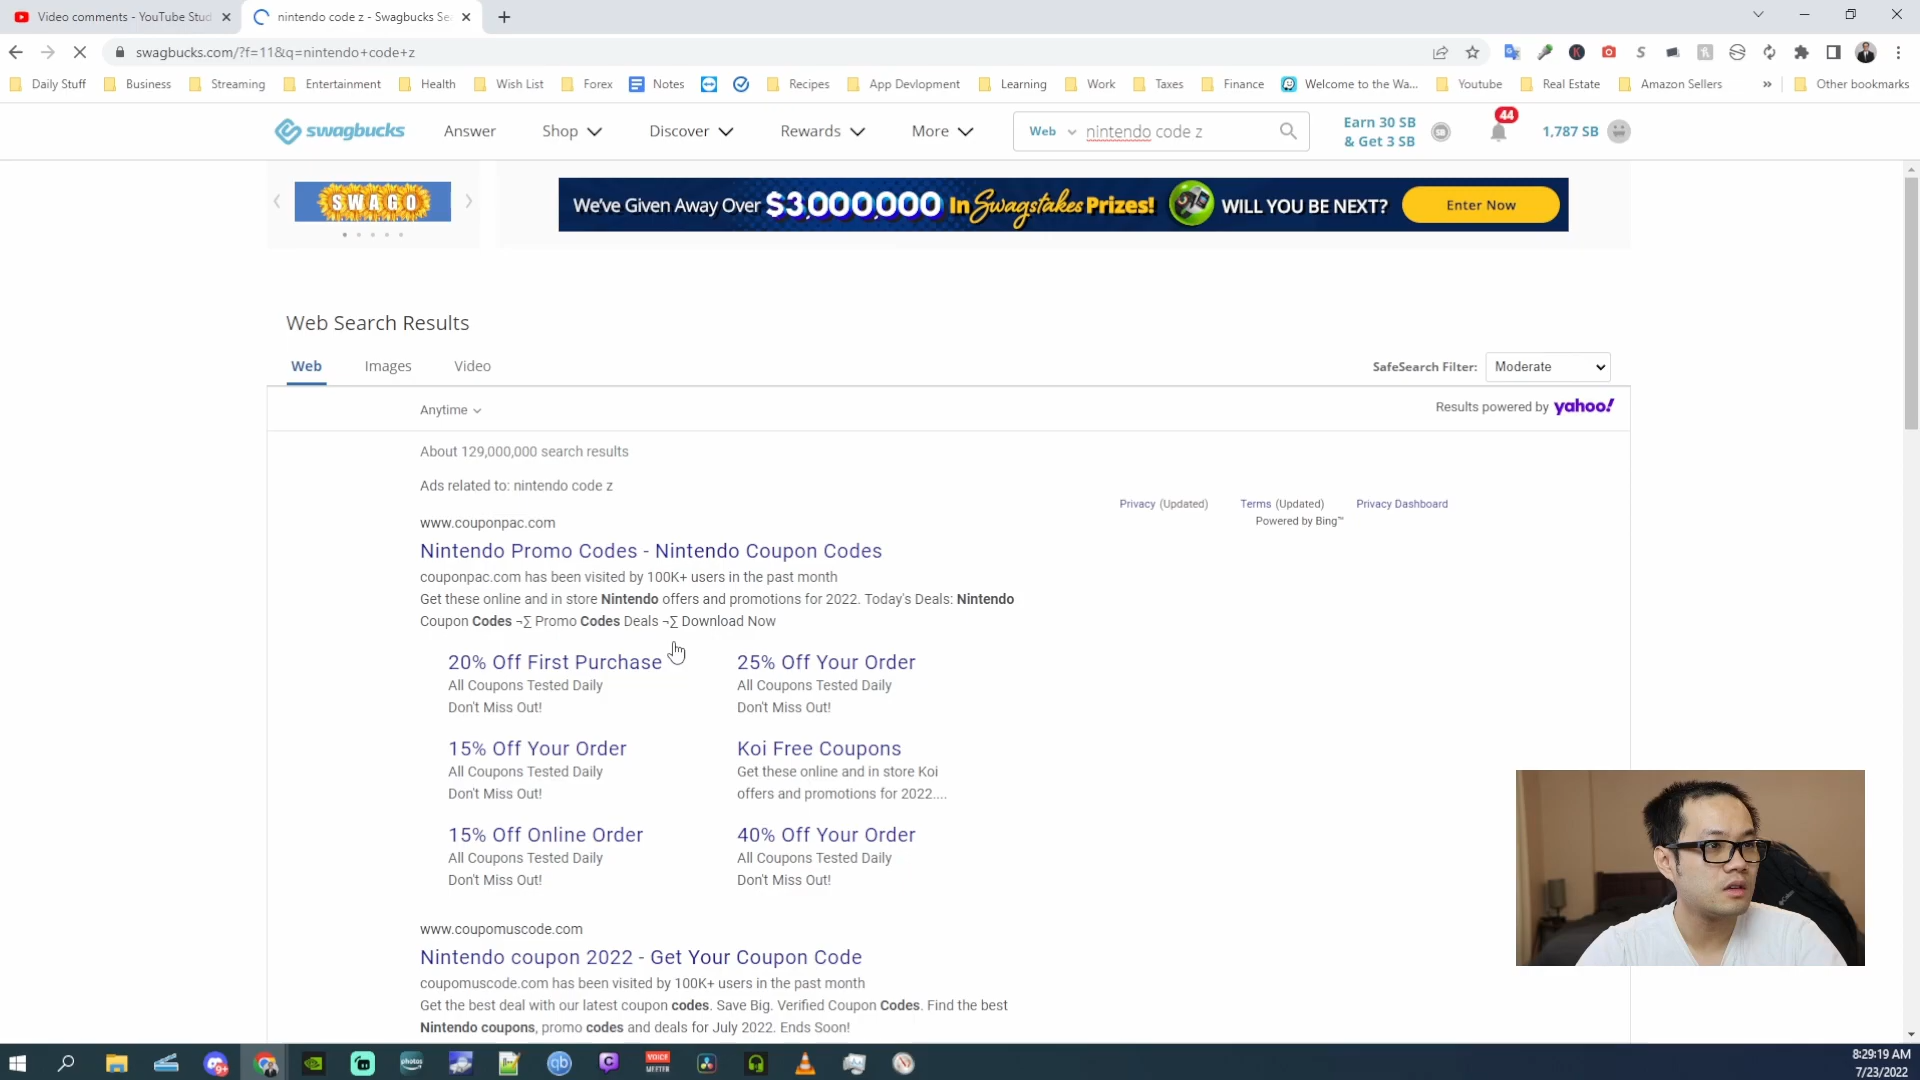 Video comments - YouTube Stud
nintendo code z - Swagbucks Se
swagbucks.com/?f=11&q=nintendo+code+z
Daily Stuff Business Streaming Entertainment Health Wish List Forex Notes Recipes App Devlopment Learning Work Taxes Finance Welcome to the Wa... Youtube Real Estate Amazon Sellers » Other bookmarks
swagbucks Answer Shop Discover Rewards More Web nintendo code z
Earn 30 SB
& Get 3 SB
44
1,787 SB
SWAGO
We've Given Away Over $3,000,000 In Swagstakes Prizes! WILL YOU BE NEXT? Enter Now
Web Search Results
Web Images Video
SafeSearch Filter: Moderate
Anytime
Results powered by yahoo!
About 129,000,000 search results
Ads related to: nintendo code z
Privacy (Updated) Terms (Updated) Privacy Dashboard
Powered by Bing™
www.couponpac.com
Nintendo Promo Codes - Nintendo Coupon Codes
couponpac.com has been visited by 100K+ users in the past month
Get these online and in store Nintendo offers and promotions for 2022. Today's Deals: Nintendo
Coupon Codes ¬∑ Promo Codes Deals ¬∑ Download Now
20% Off First Purchase
All Coupons Tested Daily
Don't Miss Out!
25% Off Your Order
All Coupons Tested Daily
Don't Miss Out!
15% Off Your Order
All Coupons Tested Daily
Don't Miss Out!
Koi Free Coupons
Get these online and in store Koi
offers and promotions for 2022....
15% Off Online Order
All Coupons Tested Daily
Don't Miss Out!
40% Off Your Order
All Coupons Tested Daily
Don't Miss Out!
www.coupomuscode.com
Nintendo coupon 2022 - Get Your Coupon Code
coupomuscode.com has been visited by 100K+ users in the past month
Get the best deal with our latest coupon codes. Save Big. Verified Coupon Codes. Find the best
Nintendo coupons, promo codes and deals for July 2022. Ends Soon!
photos
qb
VOICE
MEETER
8:29:19 AM
7/23/2022